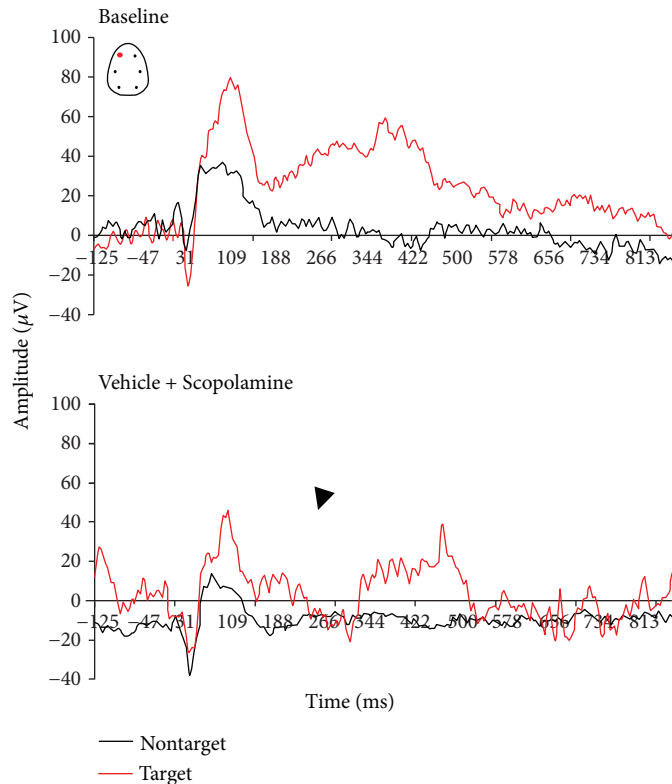 Baseline
100
80
60
40
20
0
−20
−40
−125 −47 31 109 188 266 344 422 500 578 656 734 813
Amplitude (μV)
Vehicle + Scopolamine
100
80
60
40
20
0
−20
−40
−125 −47 31 109 188 266 344 422 500 578 656 734 813
Time (ms)
Nontarget
Target